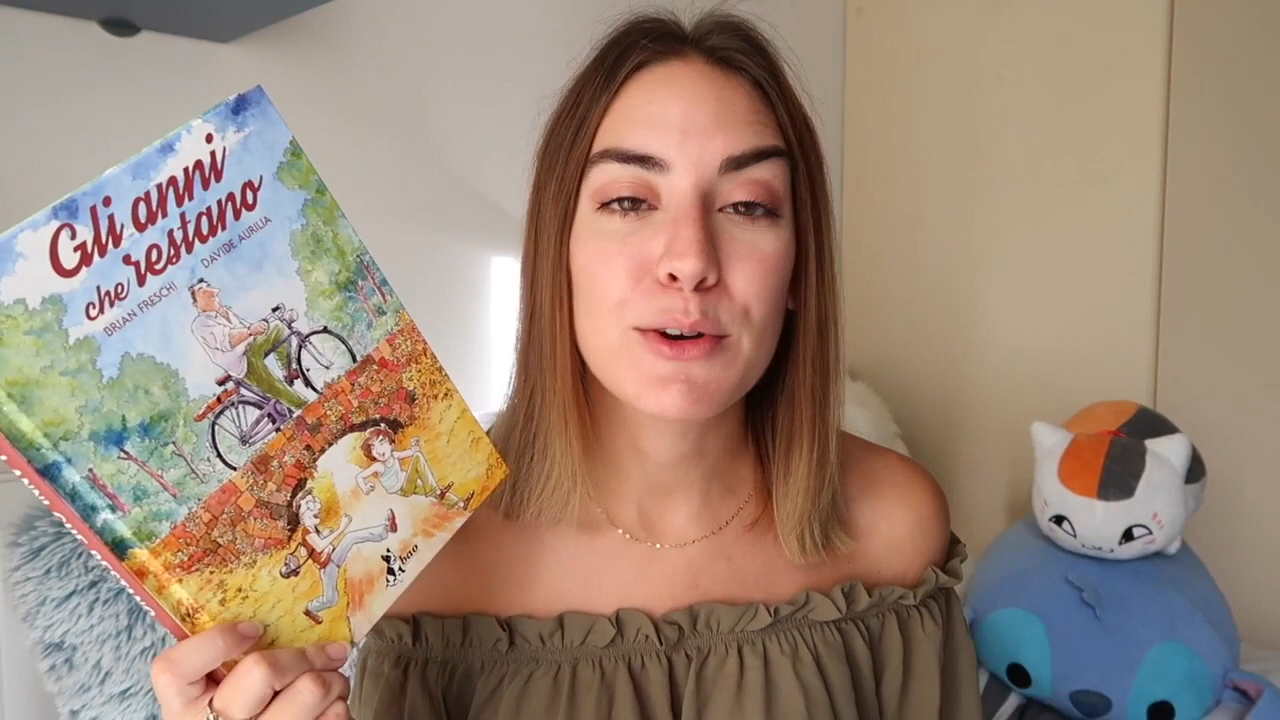 Gli anni
che restano
BRIAN FRESCHI
DAVIDE AURILIA
bao